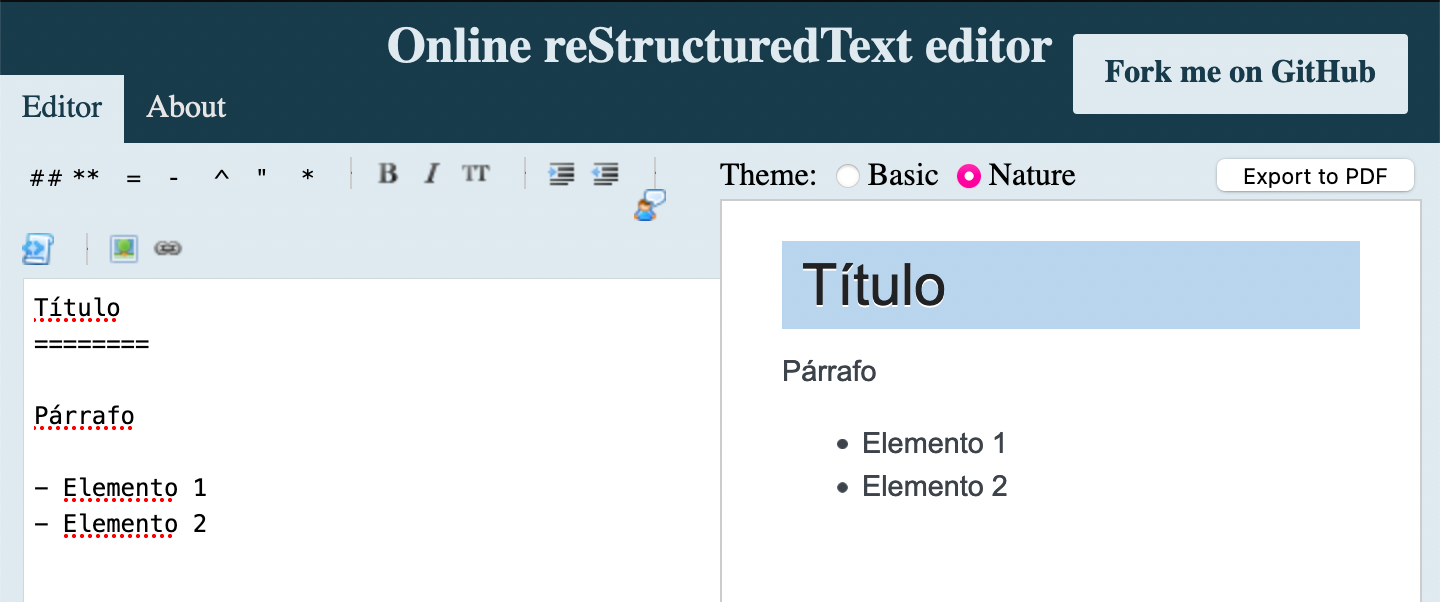 Online reStructuredText editor
Fork me on GitHub
Editor About
## ** = - ^ " * B I TT
Theme: Basic Nature Export to PDF
Título
========
Párrafo
- Elemento 1
- Elemento 2
Título
Párrafo
• Elemento 1
• Elemento 2